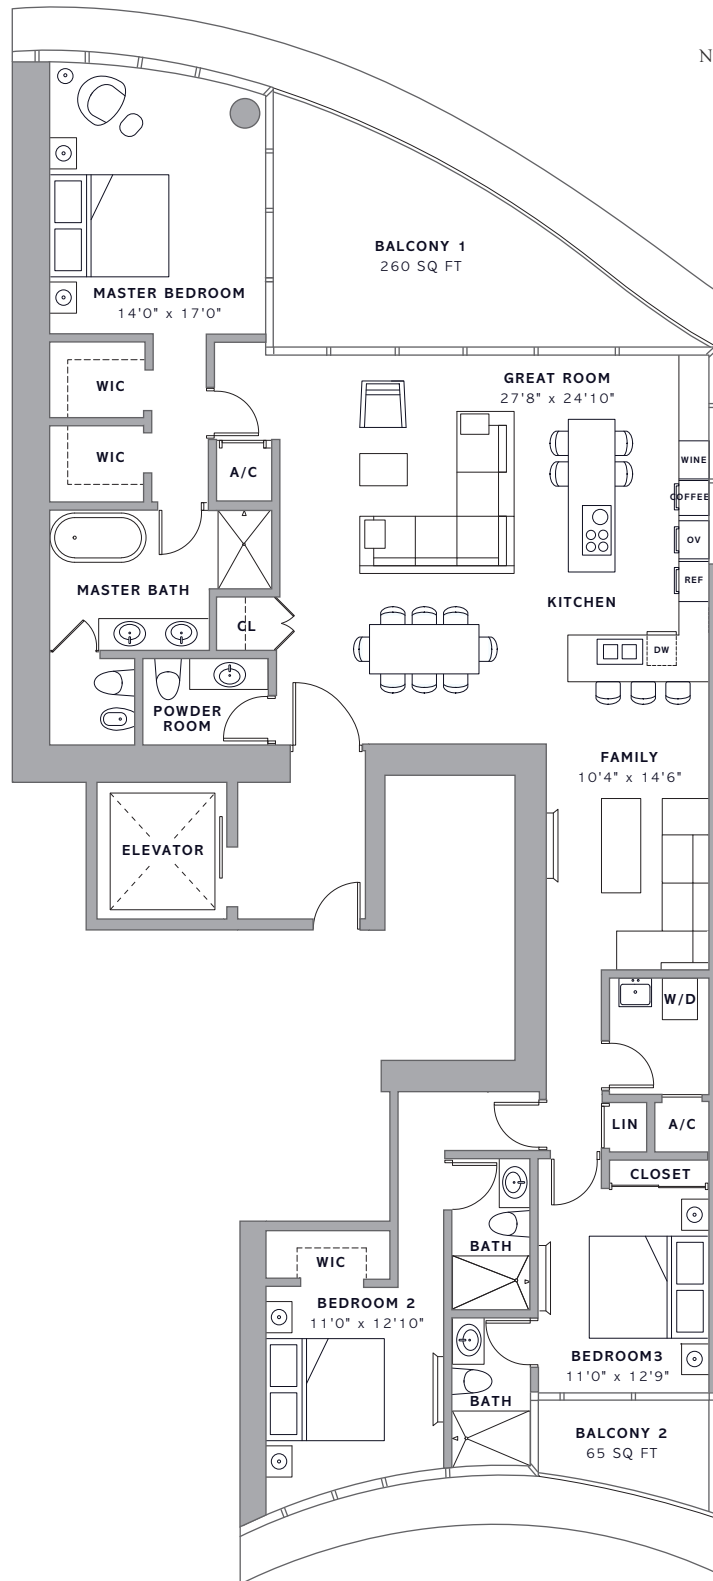 N
BALCONY 1
260 SQ FT
MASTER BEDROOM
14'0" x 17'0"
GREAT ROOM
27'8" x 24'10"
WIC
WIC
A/C
WINE
COFFEE
OV
REF
MASTER BATH
KITCHEN
CL
DW
POWDER
ROOM
FAMILY
10'4" x 14'6"
ELEVATOR
W/D
LIN
A/C
CLOSET
BATH
WIC
BEDROOM 2
11'0" x 12'10"
BEDROOM3
11'0" x 12'9"
BATH
BALCONY 2
65 SQ FT